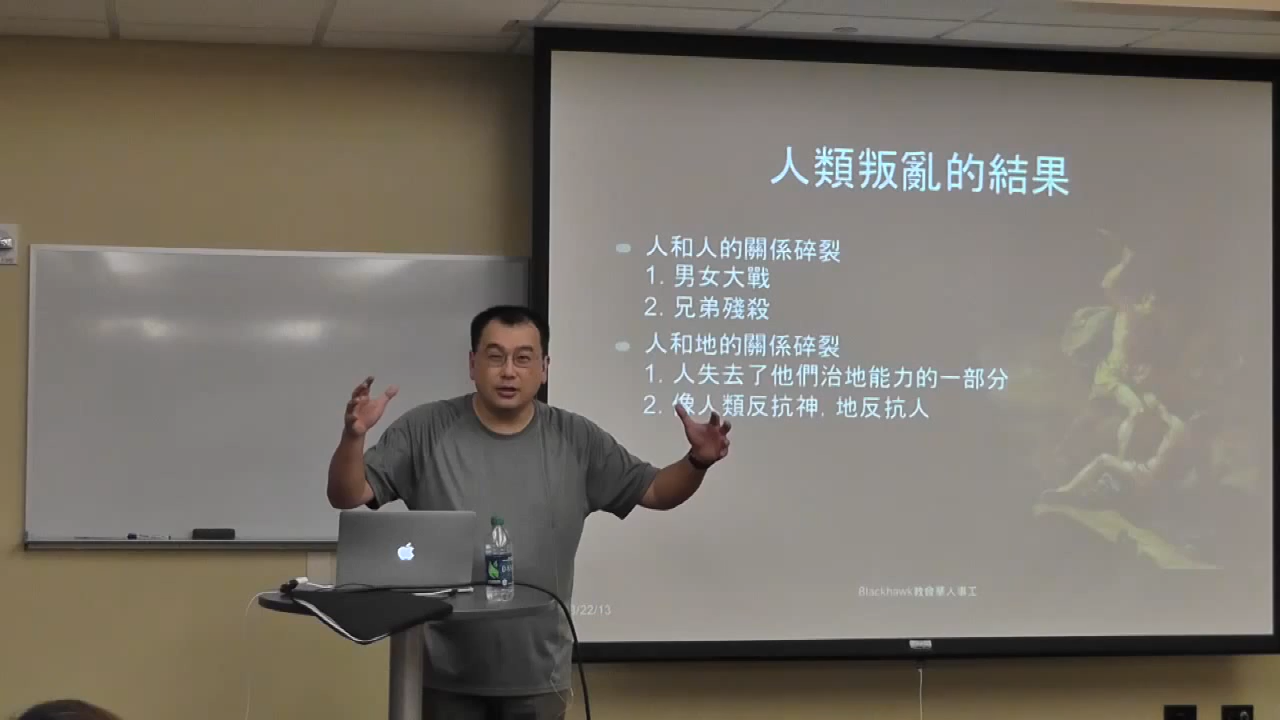 人類叛亂的結果
人和人的關係碎裂
1. 男女大戰
2. 兄弟殘殺
人和地的關係碎裂
1. 人失去了他們治地能力的一部分
2. 像人類反抗神, 地反抗人
Blackhawk教會華人事工
/22/13